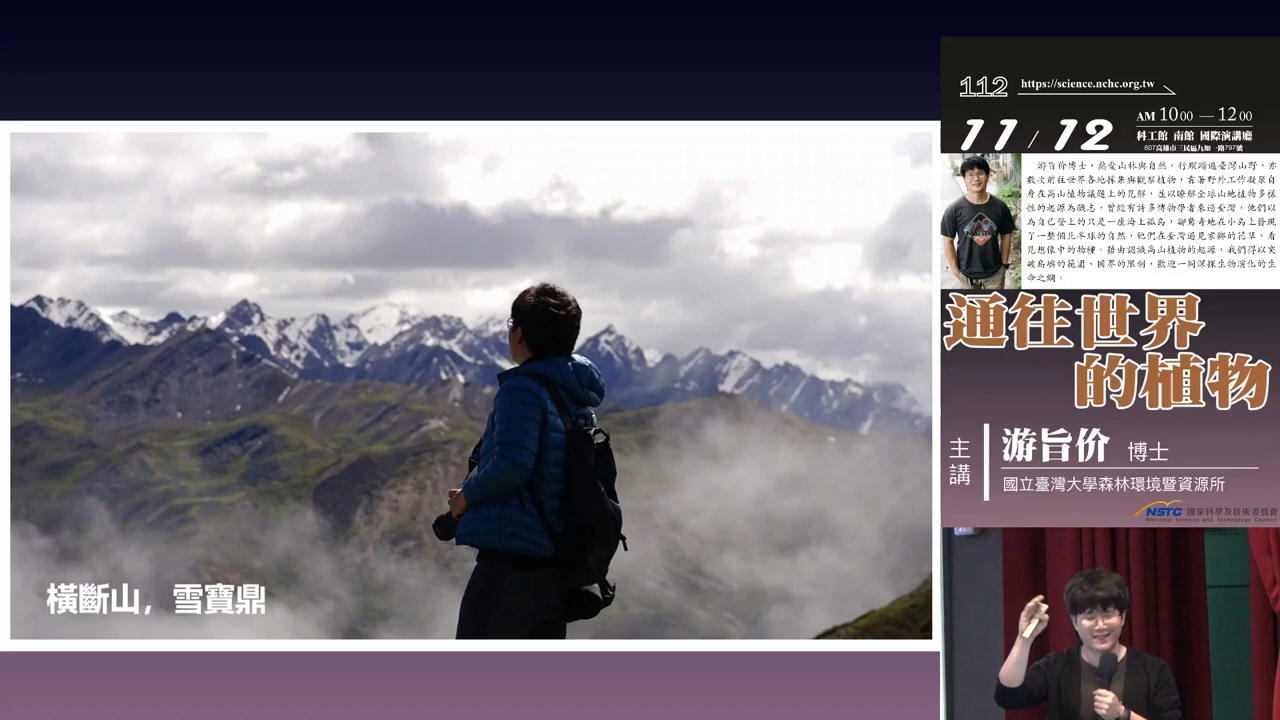 橫斷山，雪寶鼎
112 https://science.nchc.org.tw
11 / 12
AM 10 00 — 12 00
科工館 南館 國際演講廳
807高雄市三民區九如一路797號
游旨价博士，熱愛山林與自然，行蹤踏遍臺灣山野，亦
數次前往世界各地採集與觀察植物，靠著野外工作凝聚自
身在高山植物議題上的見解，並以瞭解全球山地植物多樣
性的起源為職志，曾經有許多博物學者來過臺灣，他們以
為自己登上的只是一座海上孤島，卻驚奇地在小島上發現
了一整個北半球的自然，他們在臺灣遇見家鄉的花草，看
見想像中的物種。藉由認識高山植物的起源，我們得以突
破島嶼的範圍、國界的限制，歡迎一同深探生物演化的生
命之網。
通往世界
的植物
主講
游旨价 博士
國立臺灣大學森林環境暨資源所
NSTC 國家科學及技術委員會
National Science and Technology Council